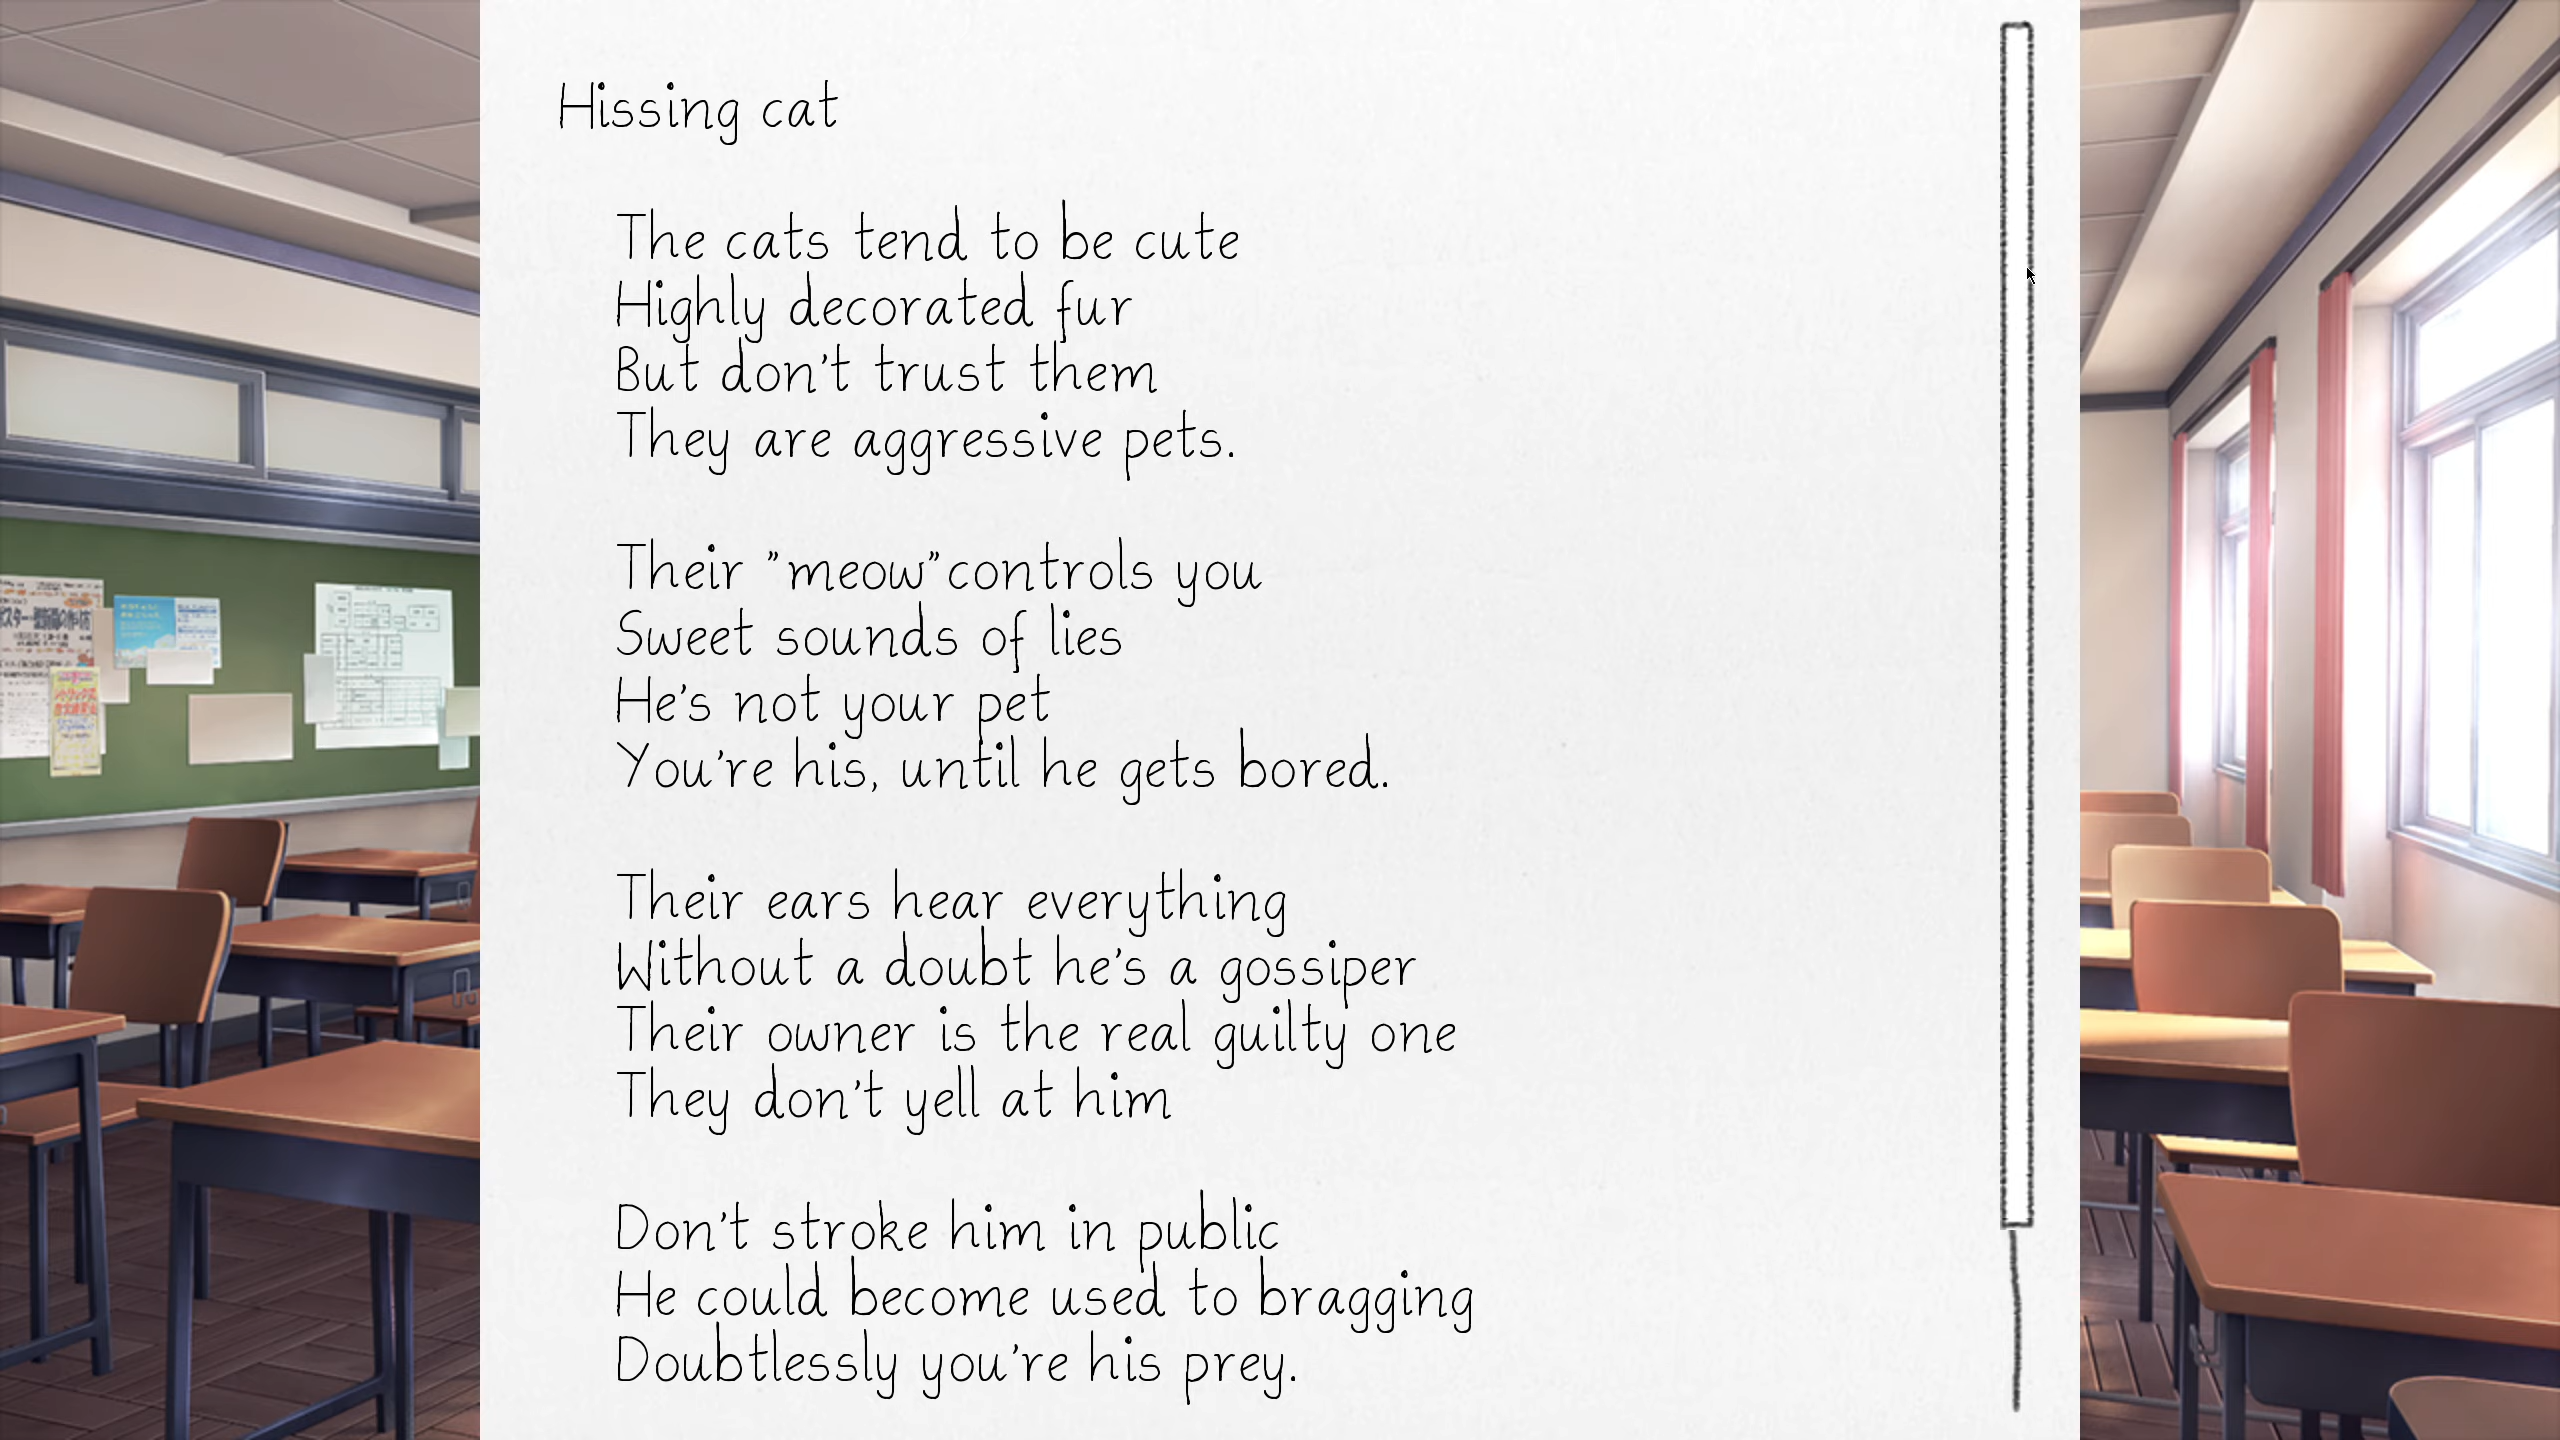 Hissing cat
The cats tend to be cute
Highly decorated fur
But don't trust them
They are aggressive pets.
Their "meow"controls you
Sweet sounds of lies
He's not your pet
You're his, until he gets bored.
Their ears hear everything
Without a doubt he's a gossiper
Their owner is the real guilty one
They don't yell at him
Don't stroke him in public
He could become used to bragging
Doubtlessly you're his prey.